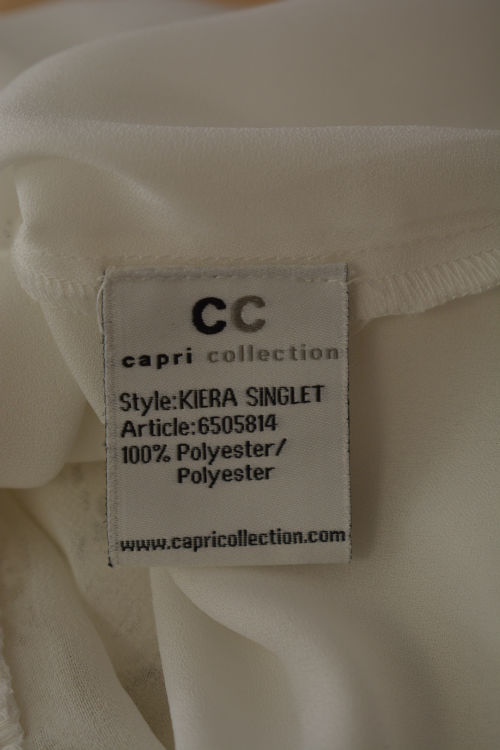 CC
capri collection
Style:KIERA SINGLET
Article:6505814
100% Polyester/
Polyester
www.capricollection.com